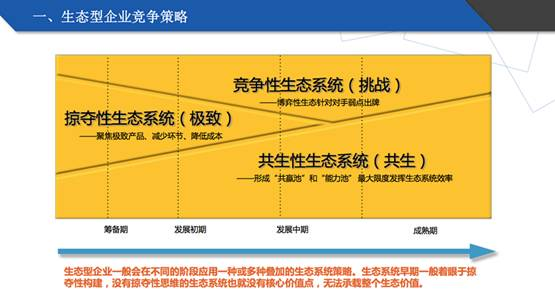 一、生态型企业竞争策略
竞争性生态系统（挑战）
——博弈性生态针对对手弱点出牌
掠夺性生态系统（极致）
——聚焦极致产品、减少环节、降低成本
共生性生态系统（共生）
——形成“共赢池”和“能力池” 最大限度发挥生态系统效率
筹备期 发展初期 发展中期 成熟期
生态型企业一般会在不同的阶段应用一种或多种叠加的生态系统策略。生态系统早期一般着眼于掠
夺性构建，没有掠夺性思维的生态系统也就没有核心价值点，无法承载整个生态价值。